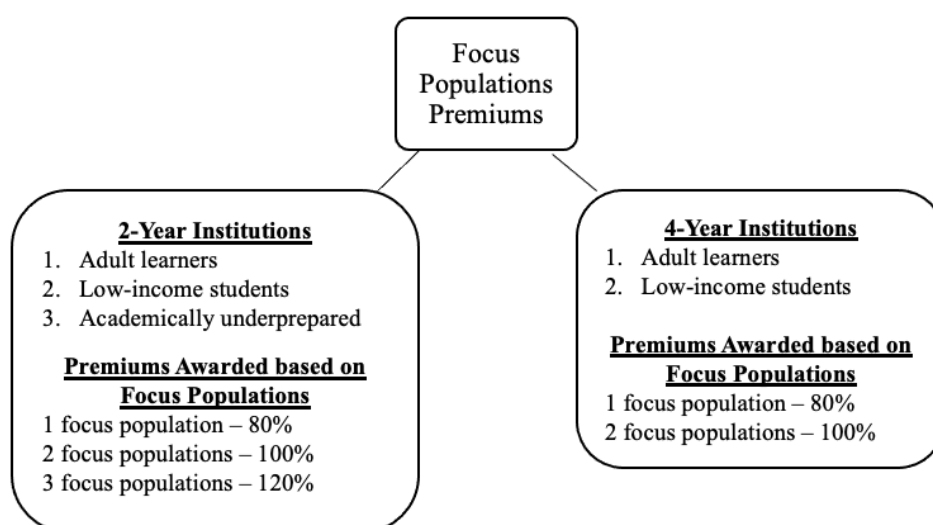 Focus
Populations
Premiums
2-Year Institutions
1. Adult learners
2. Low-income students
3. Academically underprepared
Premiums Awarded based on
Focus Populations
1 focus population – 80%
2 focus populations – 100%
3 focus populations – 120%
4-Year Institutions
1. Adult learners
2. Low-income students
Premiums Awarded based on
Focus Populations
1 focus population – 80%
2 focus populations – 100%